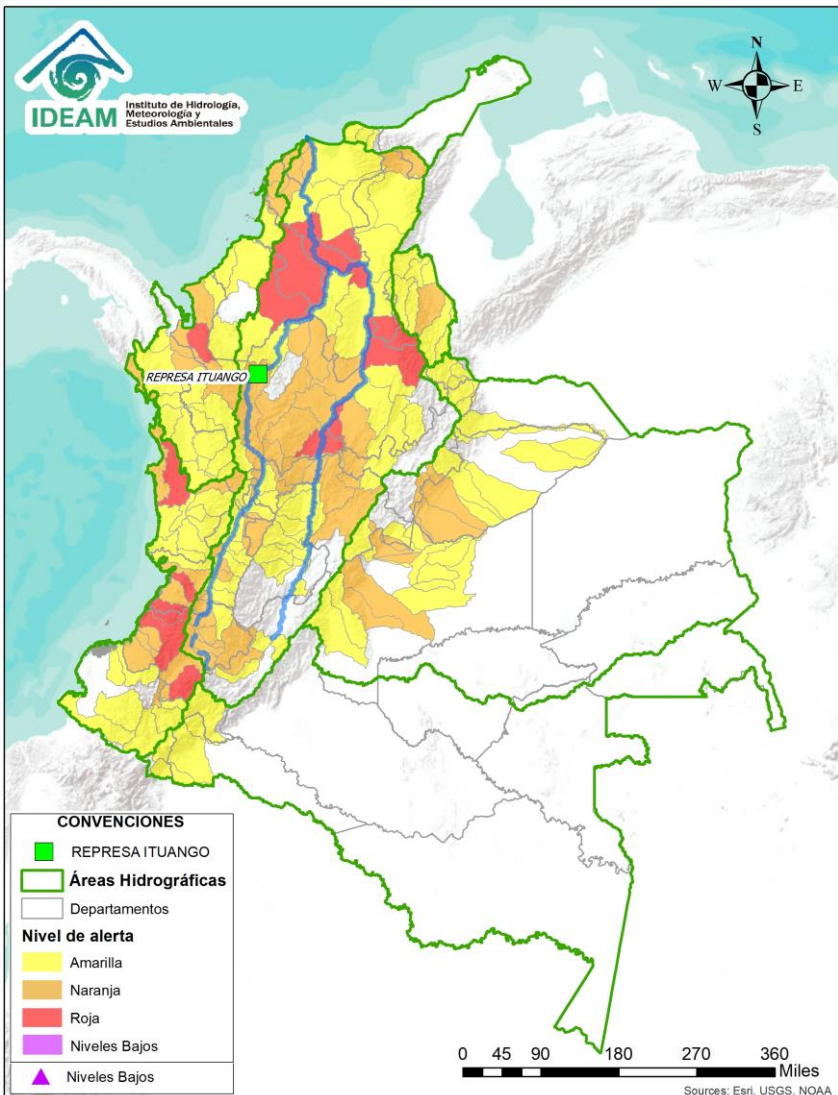 IDEAM
Instituto de Hidrología,
Meteorología y
Estudios Ambientales
N
W
E
S
REPRESA ITUANGO
CONVENCIONES
REPRESA ITUANGO
Áreas Hidrográficas
Departamentos
Nivel de alerta
Amarilla
Naranja
Roja
Niveles Bajos
Niveles Bajos
0 45 90 180 270 360
Miles
Sources: Esri, USGS, NOAA